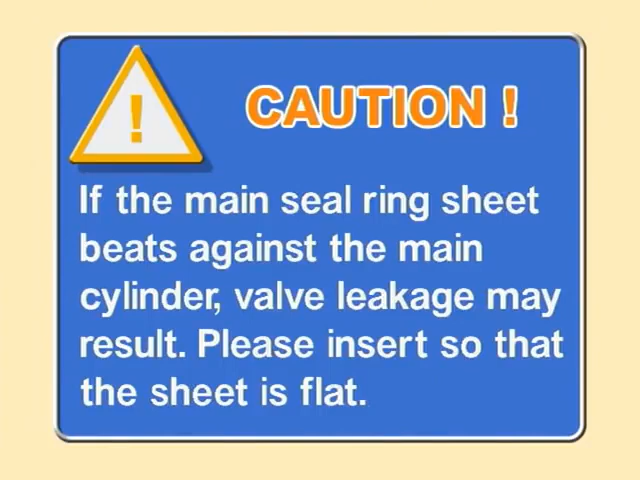 !
CAUTION !
If the main seal ring sheet
beats against the main
cylinder, valve leakage may
result. Please insert so that
the sheet is flat.